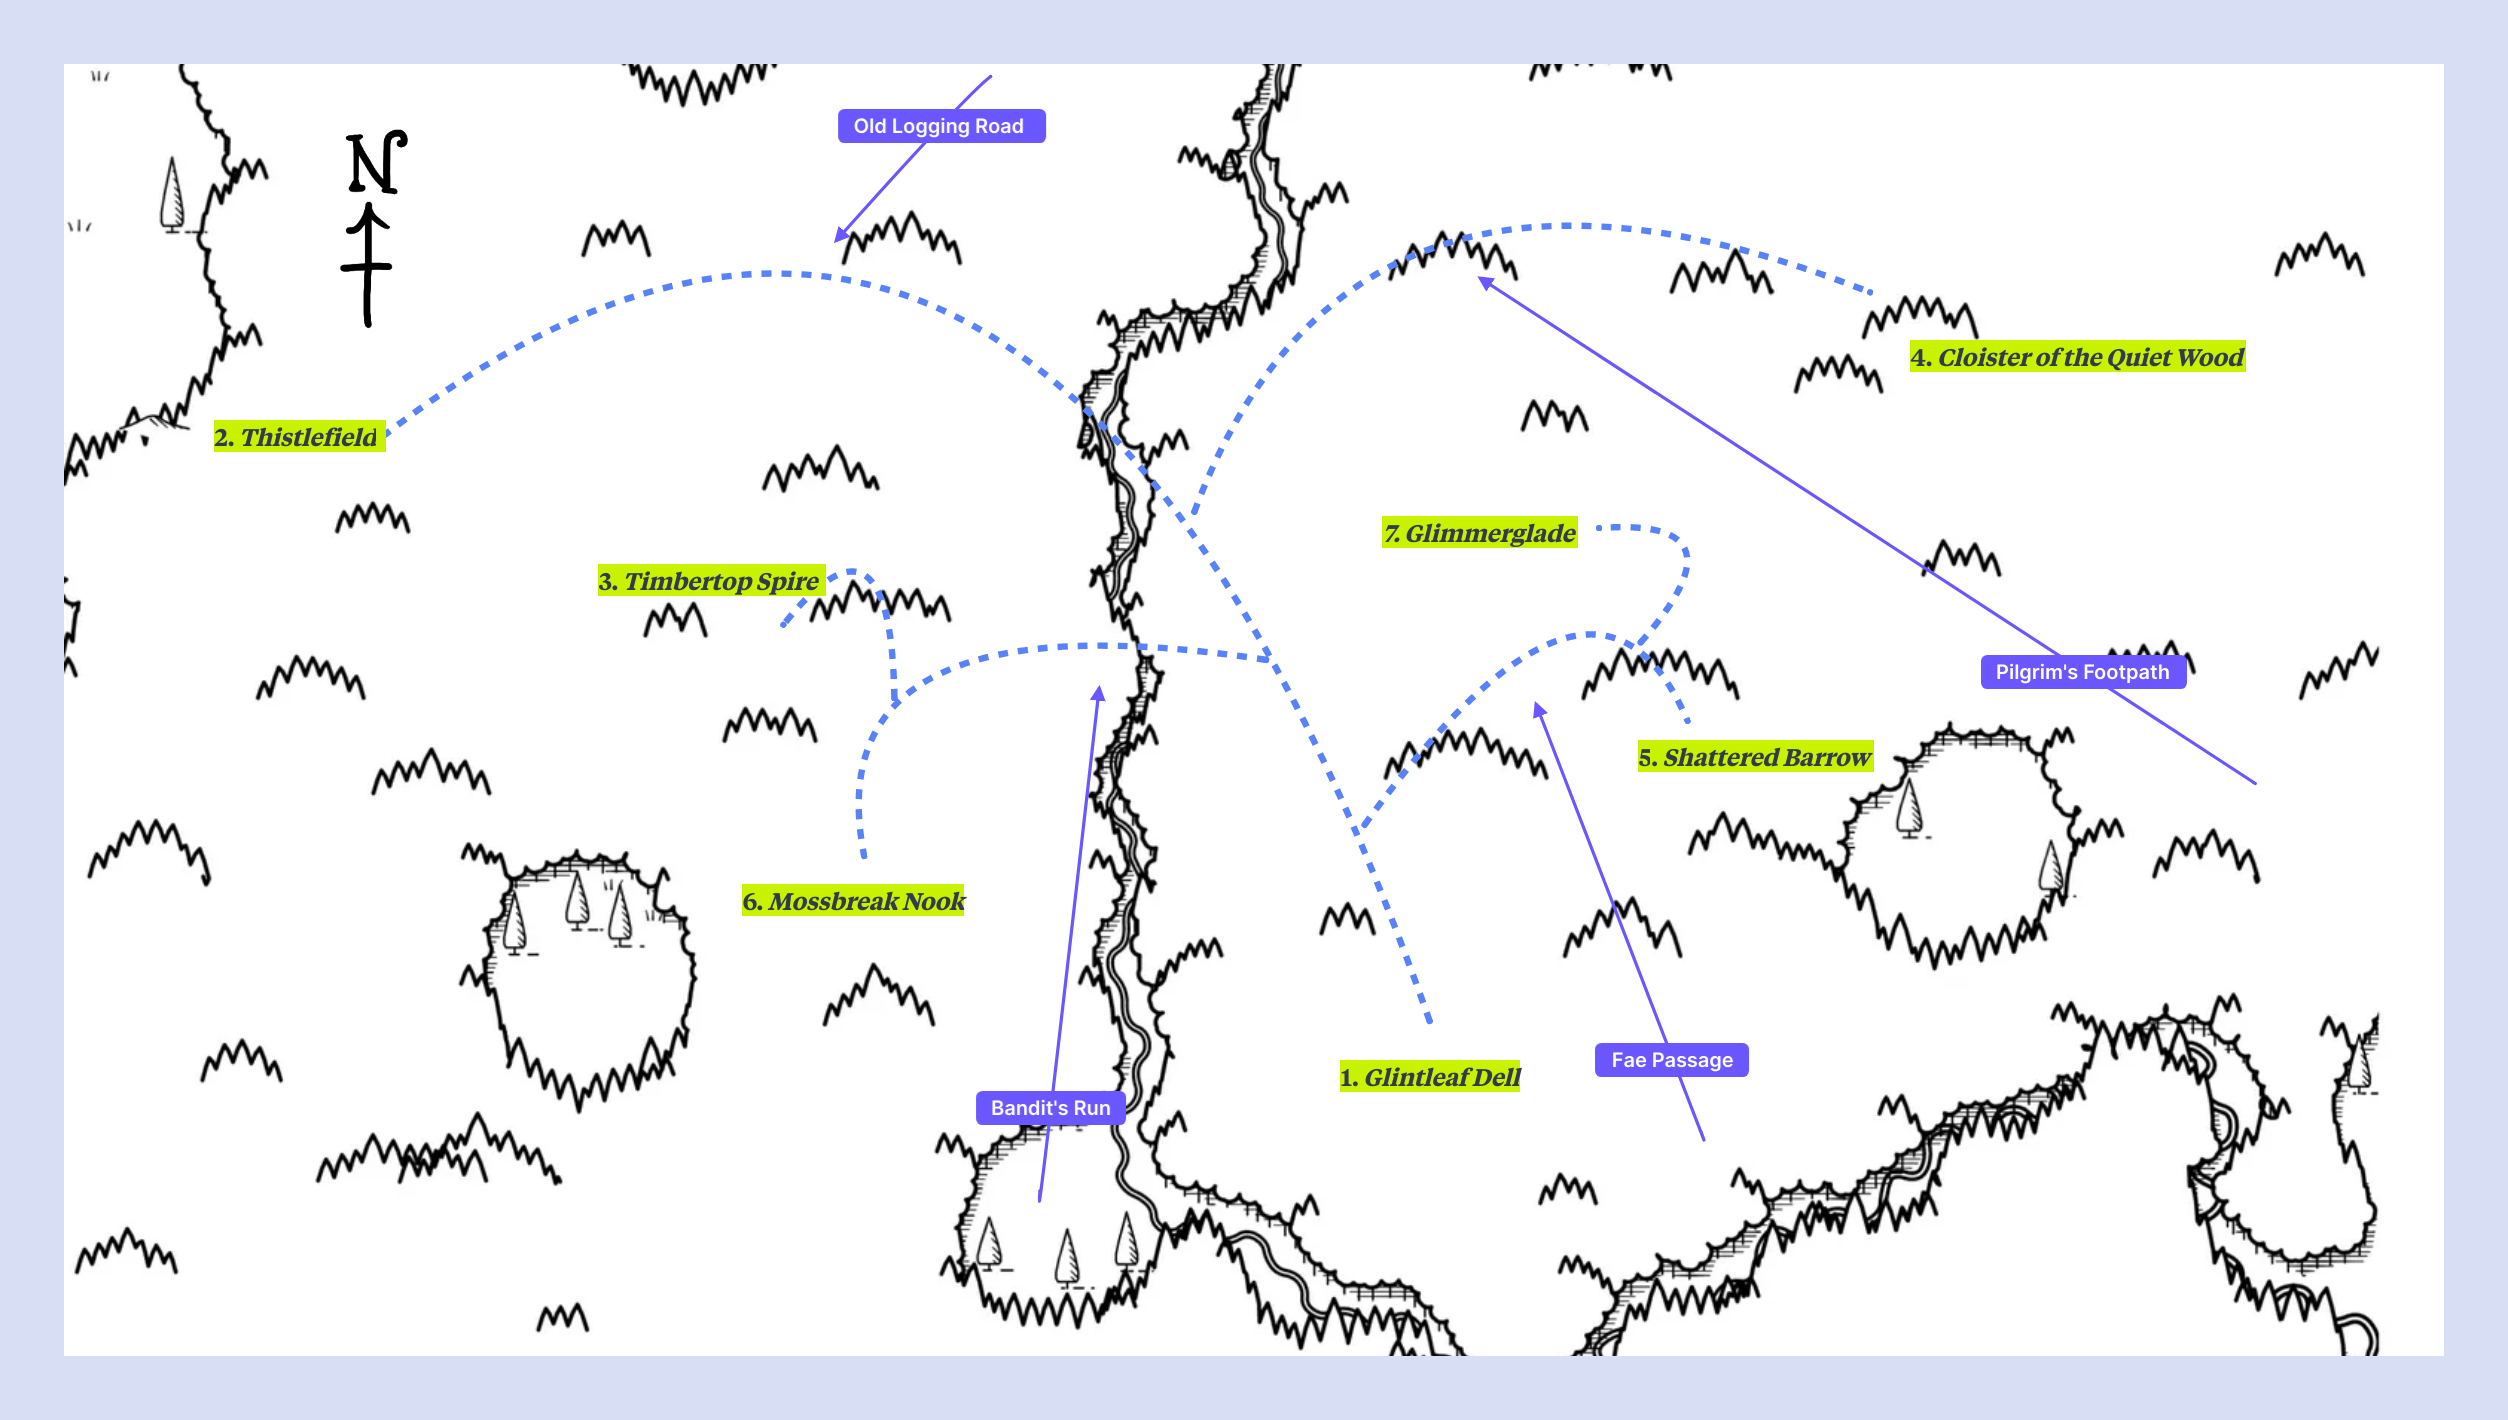 Old Logging Road
N
4. Cloister of the Quiet Wood
2. Thistlefield
7. Glimmerglade
3. Timbertop Spire
Pilgrim's Footpath
5. Shattered Barrow
6. Mossbreak Nook
Fae Passage
1. Glintleaf Dell
Bandit's Run